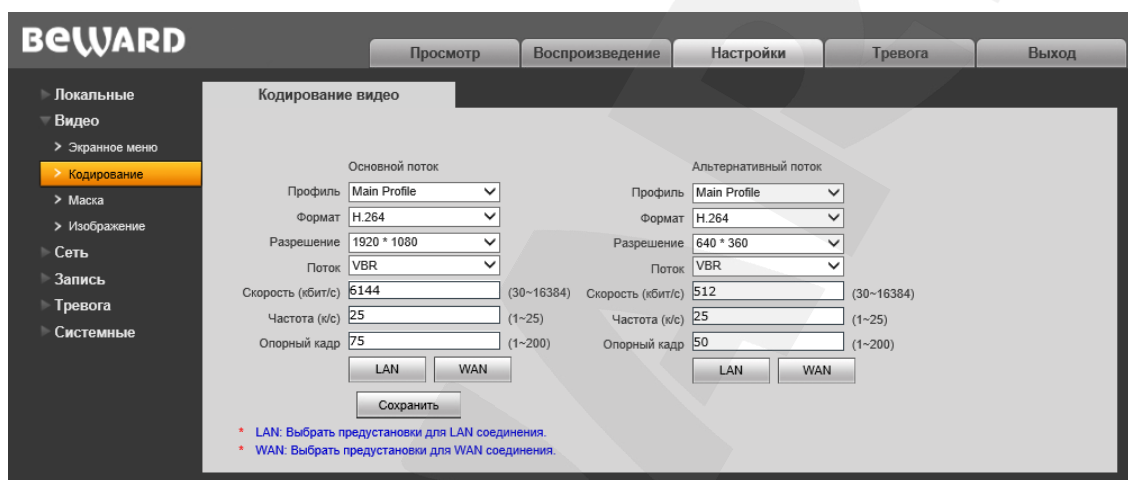 BEWARD
Просмотр Воспроизведение Настройки Тревога Выход
Локальные
Видео
> Экранное меню
> Кодирование
> Маска
> Изображение
Сеть
Запись
Тревога
Системные
Кодирование видео
Основной поток
Профиль Main Profile
Формат H.264
Разрешение 1920 * 1080
Поток VBR
Скорость (кбит/с) 6144 (30~16384)
Частота (к/с) 25 (1~25)
Опорный кадр 75 (1~200)
LAN WAN
Альтернативный поток
Профиль Main Profile
Формат H.264
Разрешение 640 * 360
Поток VBR
Скорость (кбит/с) 512 (30~16384)
Частота (к/с) 25 (1~25)
Опорный кадр 50 (1~200)
LAN WAN
Сохранить
* LAN: Выбрать предустановки для LAN соединения.
* WAN: Выбрать предустановки для WAN соединения.